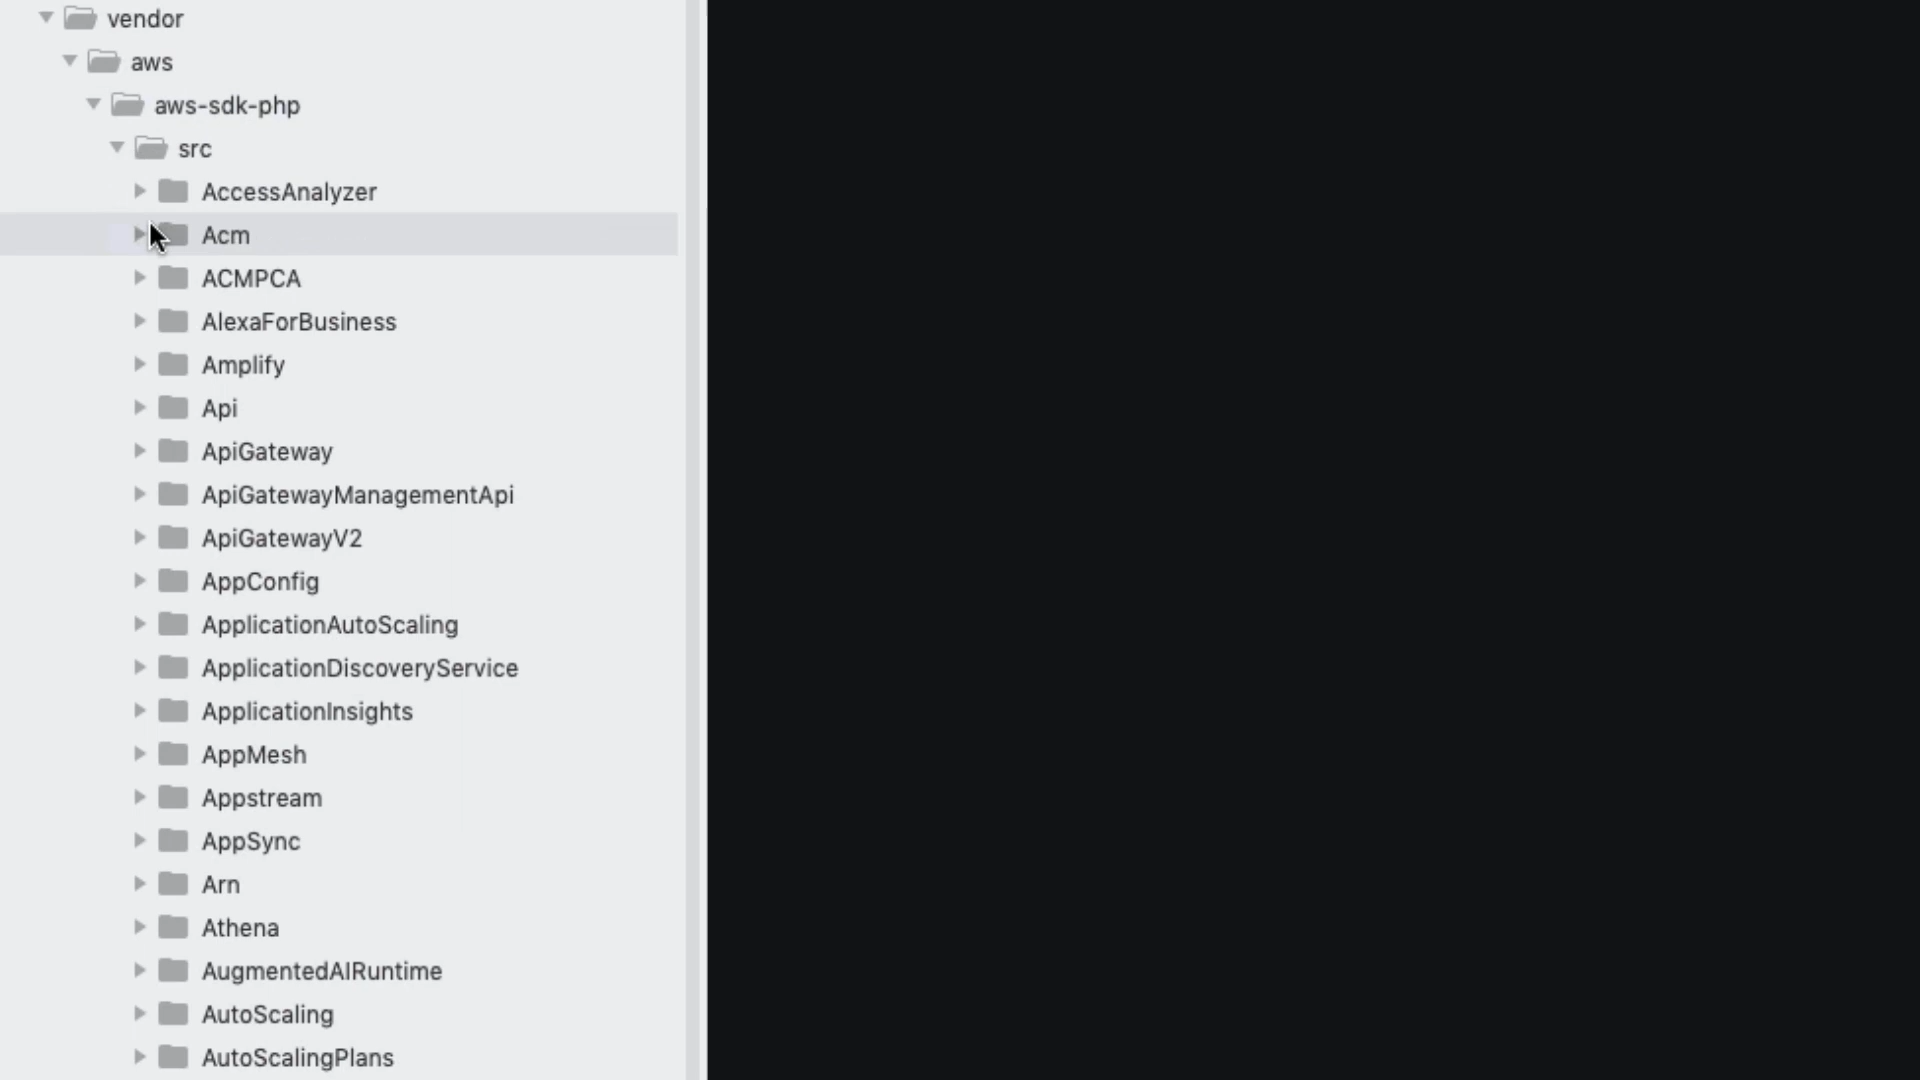 vendor
aws
aws-sdk-php
src
AccessAnalyzer
Acm
ACMPCA
AlexaForBusiness
Amplify
Api
ApiGateway
ApiGatewayManagementApi
ApiGatewayV2
AppConfig
ApplicationAutoScaling
ApplicationDiscoveryService
ApplicationInsights
AppMesh
Appstream
AppSync
Arn
Athena
AugmentedAIRuntime
AutoScaling
AutoScalingPlans